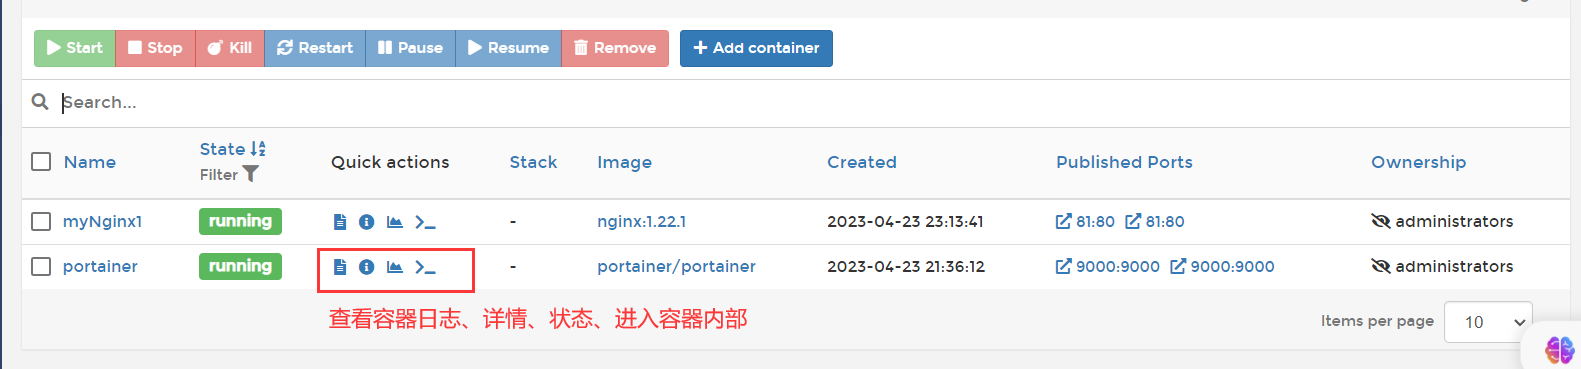 Start Stop Kill Restart Pause Resume Remove Add container
Search...
Name State Quick actions Stack Image Created Published Ports Ownership
Filter
myNginx1 running - nginx:1.22.1 2023-04-23 23:13:41 81:80 81:80 administrators
portainer running - portainer/portainer 2023-04-23 21:36:12 9000:9000 9000:9000 administrators
查看容器日志、详情、状态、进入容器内部
Items per page 10